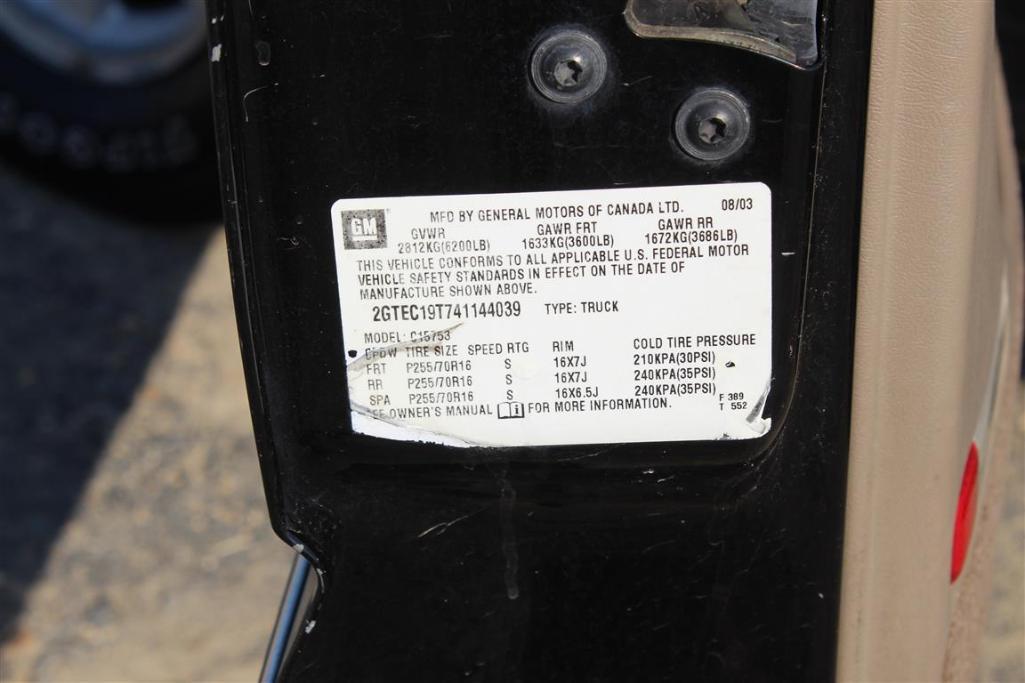 GM MFD BY GENERAL MOTORS OF CANADA LTD. 08/03
GVWR GAWR FRT GAWR RR
2812KG(6200LB) 1633KG(3600LB) 1672KG(3686LB)
THIS VEHICLE CONFORMS TO ALL APPLICABLE U.S. FEDERAL MOTOR
VEHICLE SAFETY STANDARDS IN EFFECT ON THE DATE OF
MANUFACTURE SHOWN ABOVE.
2GTEC19T741144039 TYPE: TRUCK
MODEL: C15753
TIRE SIZE SPEED RTG RIM COLD TIRE PRESSURE
FRT P255/70R16 S 16X7J 210KPA(30PSI)
RR P255/70R16 S 16X7J 240KPA(35PSI)
SPA P255/70R16 S 16X6.5J 240KPA(35PSI)
OWNER'S MANUAL FOR MORE INFORMATION.
F 389
T 552